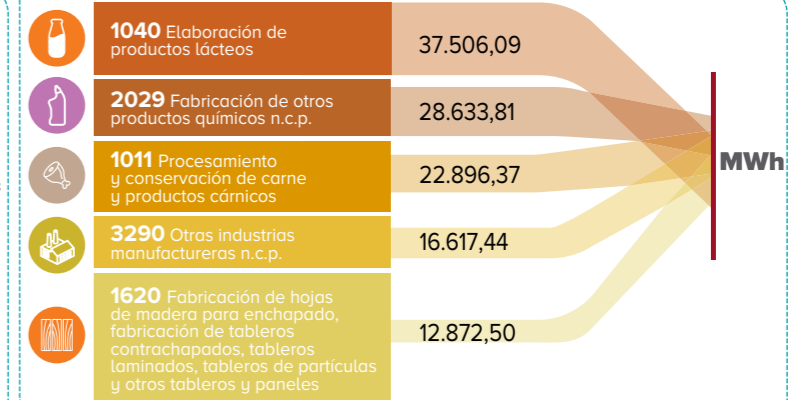 1040 Elaboración de
productos lácteos
37.506,09
2029 Fabricación de otros
productos químicos n.c.p.
28.633,81
1011 Procesamiento
y conservación de carne
y productos cárnicos
22.896,37
3290 Otras industrias
manufactureras n.c.p.
16.617,44
1620 Fabricación de hojas
de madera para enchapado,
fabricación de tableros
contrachapados, tableros
laminados, tableros de partículas
y otros tableros y paneles
12.872,50
MWh